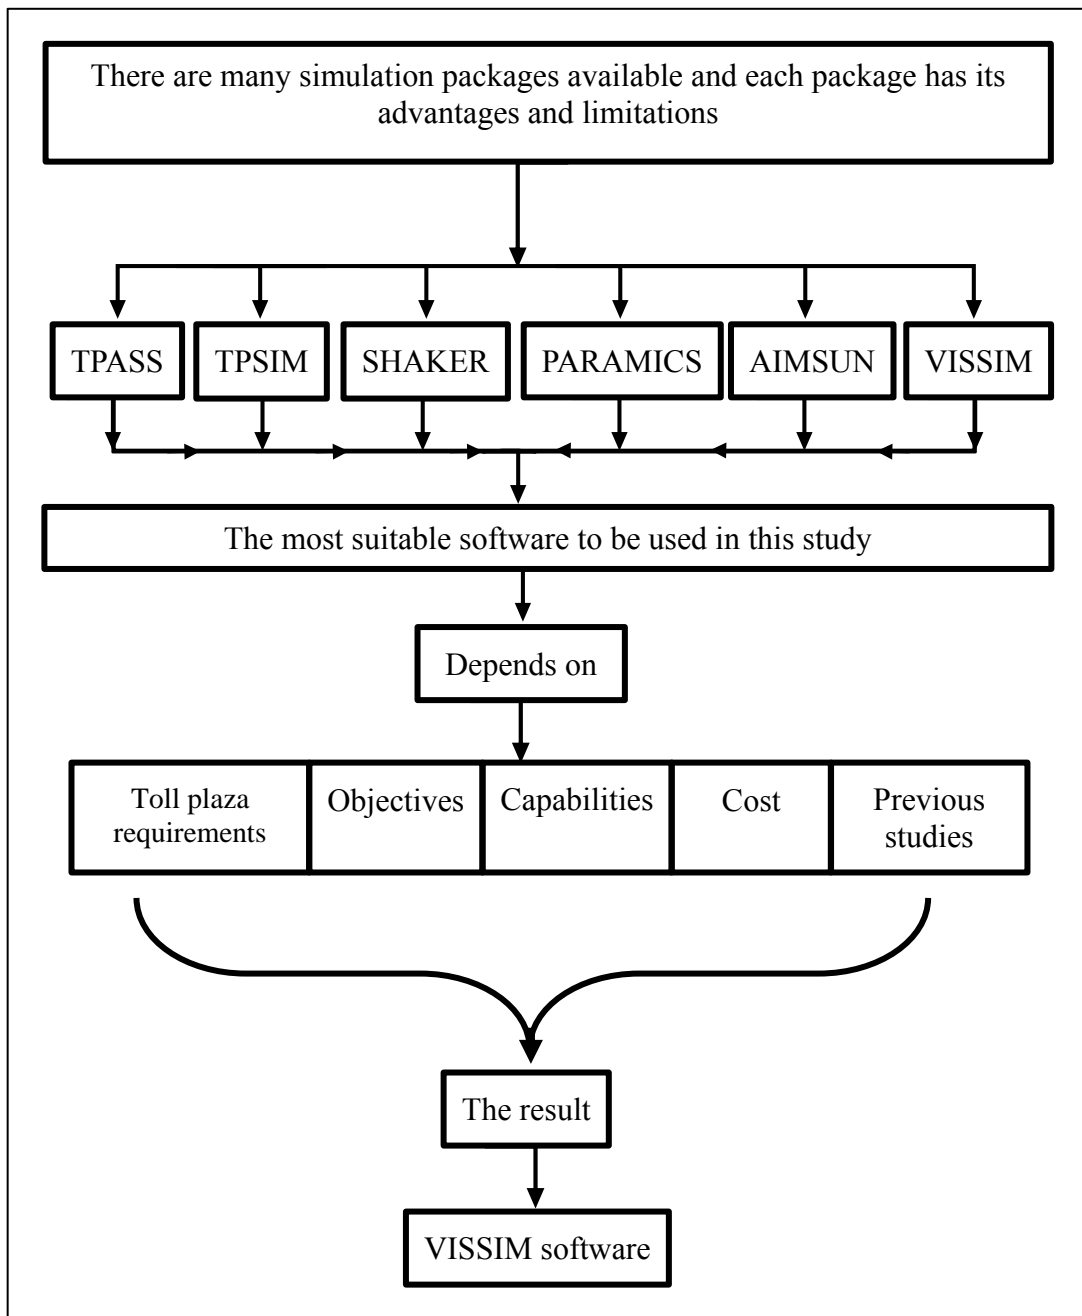 There are many simulation packages available and each package has its
advantages and limitations
TPASS
TPSIM
SHAKER
PARAMICS
AIMSUN
VISSIM
The most suitable software to be used in this study
Depends on
Toll plaza
requirements
Objectives
Capabilities
Cost
Previous
studies
The result
VISSIM software